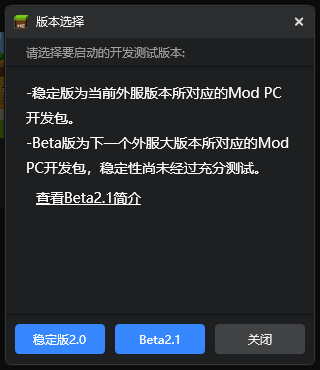 版本选择
请选择要启动的开发测试版本:
-稳定版为当前外服版本所对应的Mod PC
开发包。
-Beta版为下一个外服大版本所对应的Mod
PC开发包，稳定性尚未经过充分测试。
查看Beta2.1简介
稳定版2.0
Beta2.1
关闭